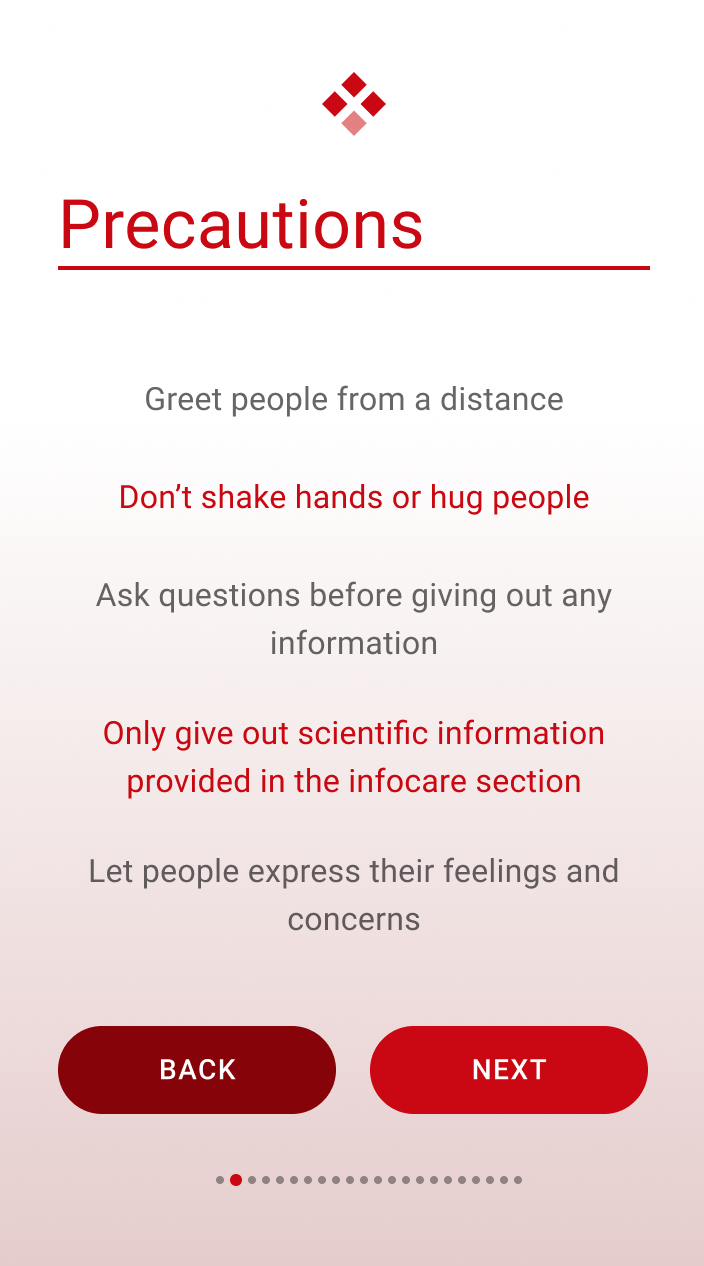 Precautions
Greet people from a distance
Don’t shake hands or hug people
Ask questions before giving out any
information
Only give out scientific information
provided in the infocare section
Let people express their feelings and
concerns
BACK
NEXT